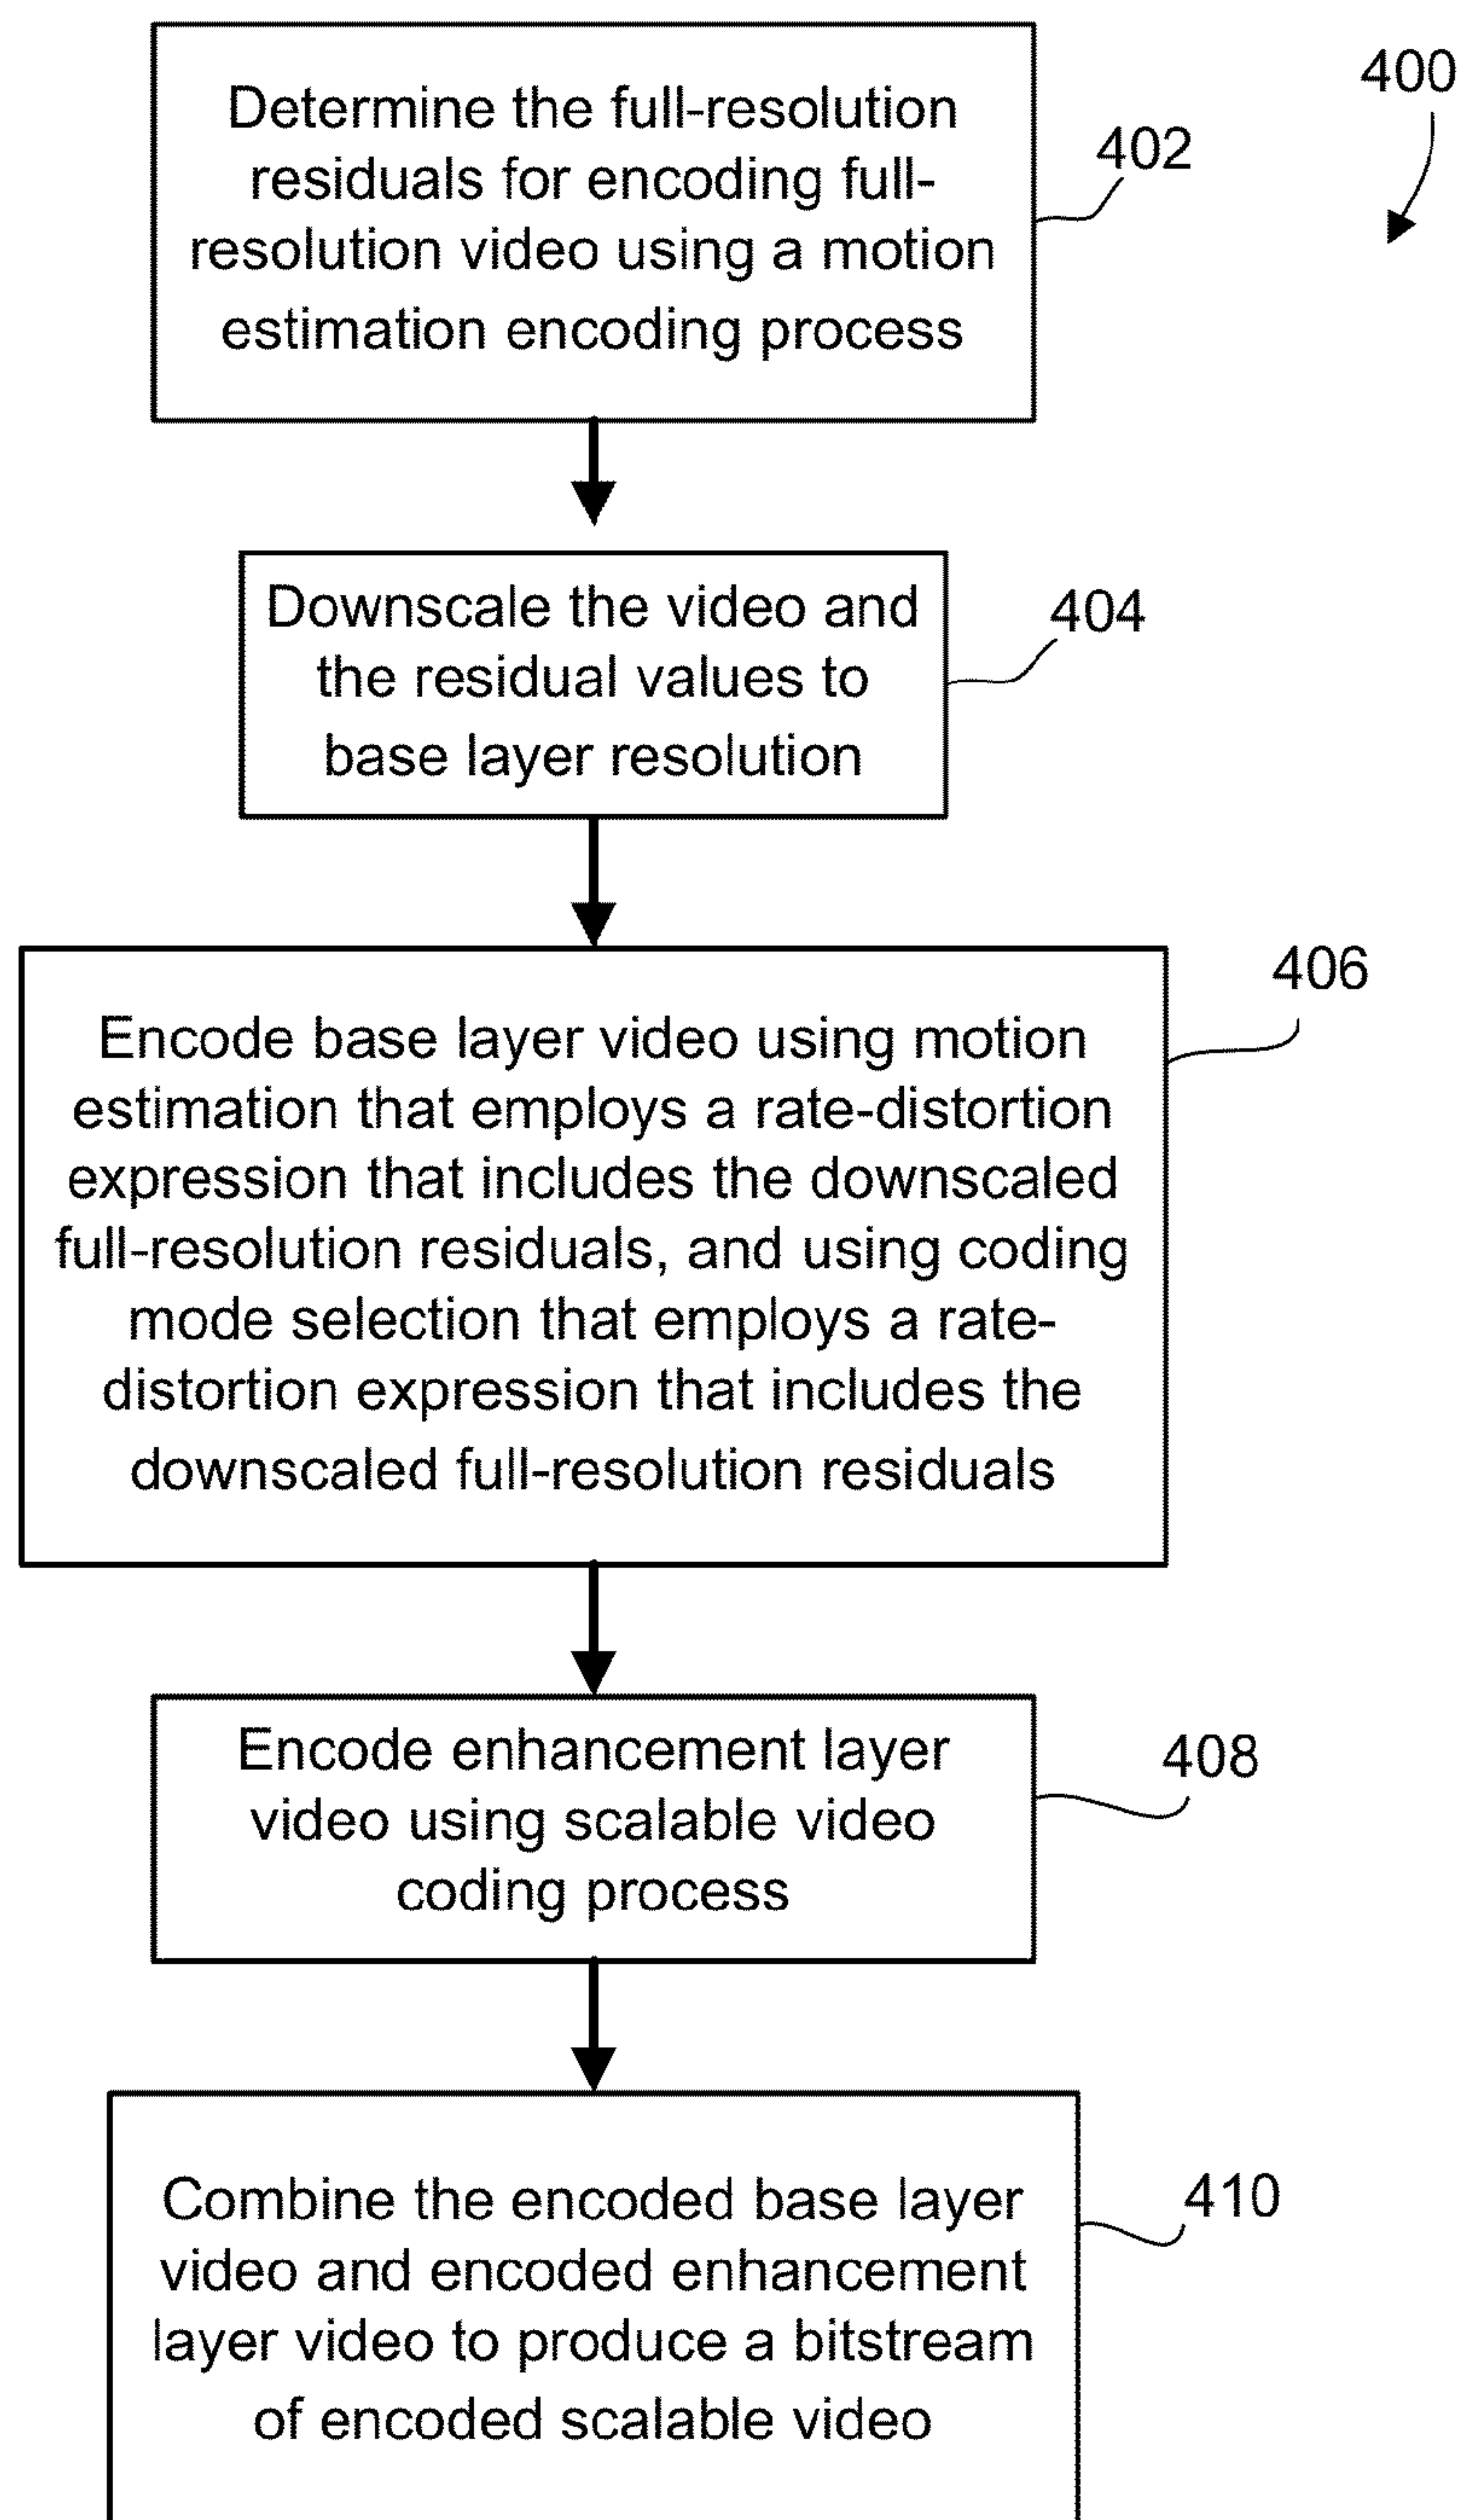 400
Determine the full-resolution
residuals for encoding full-
resolution video using a motion
estimation encoding process
402
Downscale the video and
the residual values to
base layer resolution
404
Encode base layer video using motion
estimation that employs a rate-distortion
expression that includes the downscaled
full-resolution residuals, and using coding
mode selection that employs a rate-
distortion expression that includes the
downscaled full-resolution residuals
406
Encode enhancement layer
video using scalable video
coding process
408
Combine the encoded base layer
video and encoded enhancement
layer video to produce a bitstream
of encoded scalable video
410